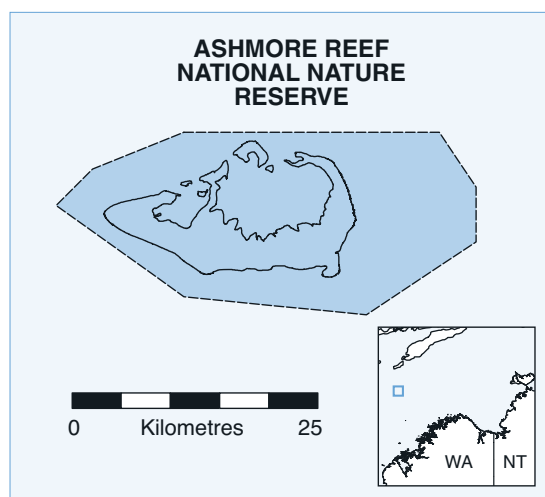 ASHMORE REEF
NATIONAL NATURE
RESERVE
0 Kilometres 25
WA NT